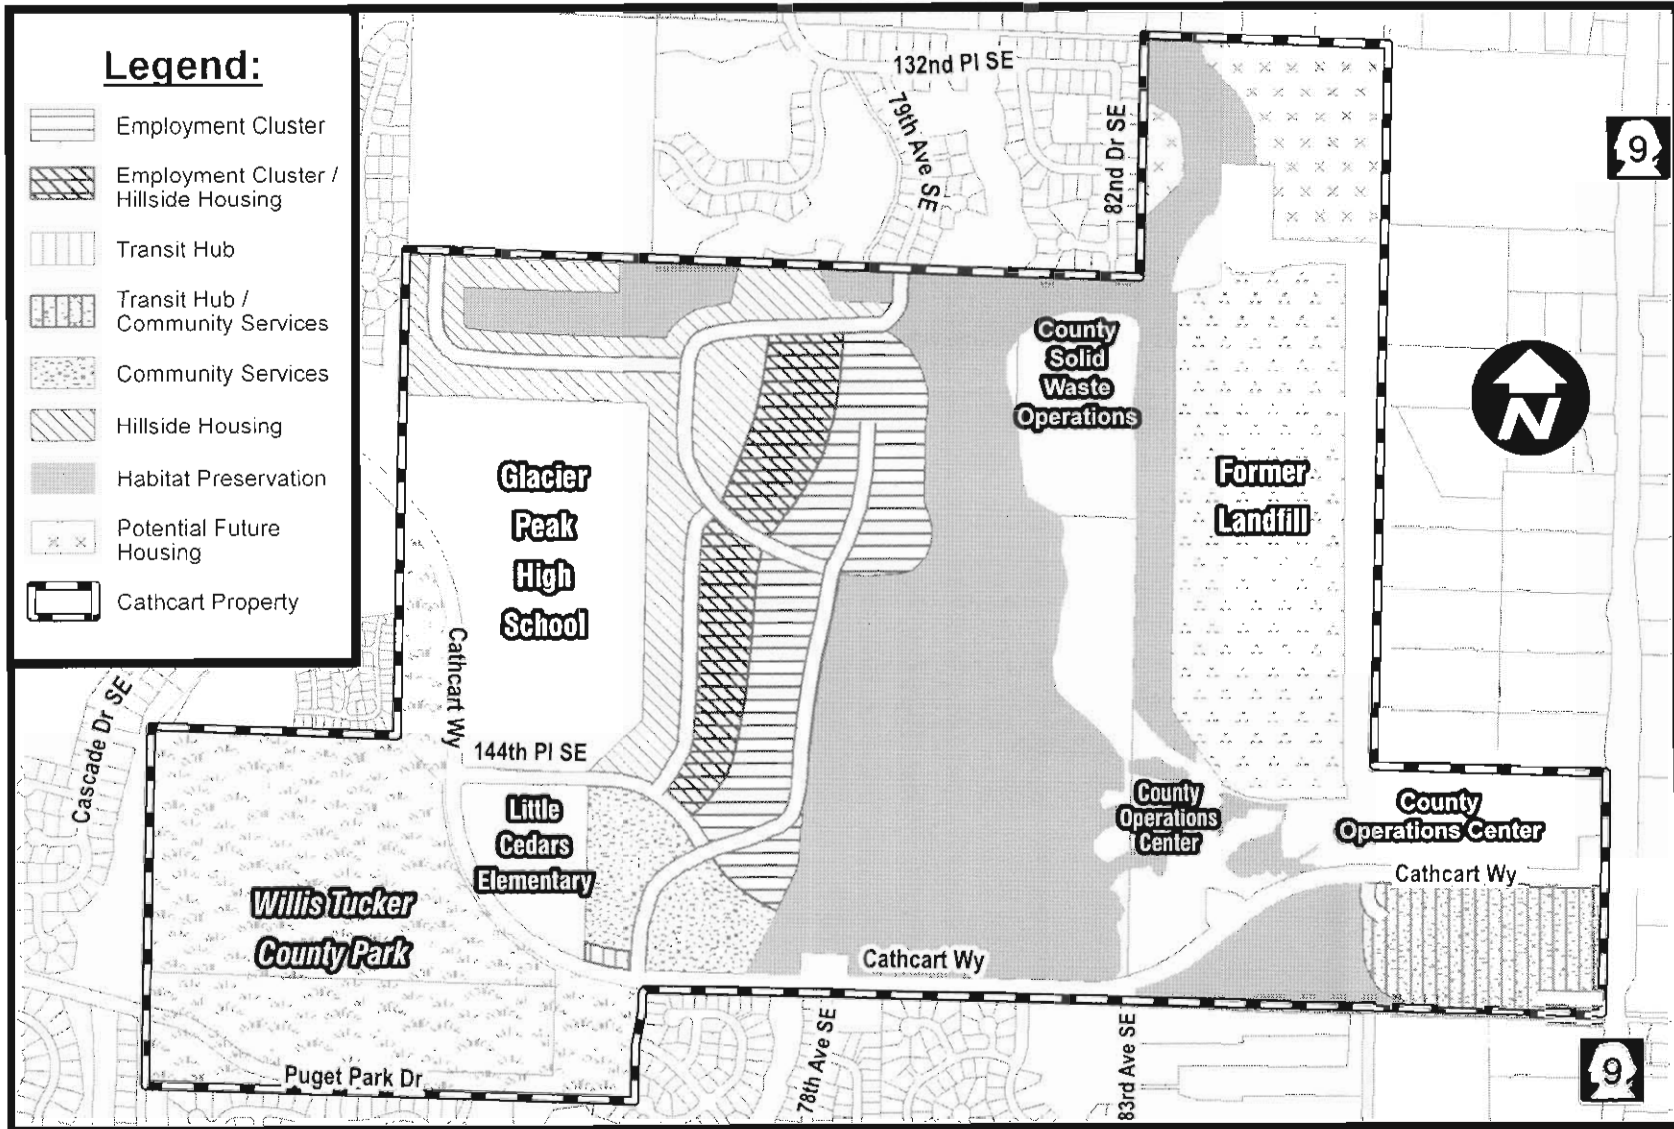 Legend:
Employment Cluster
Employment Cluster /
Hillside Housing
Transit Hub
Transit Hub /
Community Services
Community Services
Hillside Housing
Habitat Preservation
Potential Future
Housing
Cathcart Property
132nd Pl SE
79th Ave SE
82nd Dr SE
9
N
County
Solid
Waste
Operations
Glacier
Peak
High
School
Former
Landfill
Cathcart Wy
Cascade Dr SE
144th Pl SE
Little
Cedars
Elementary
County
Operations
Center
County
Operations Center
Cathcart Wy
Willis Tucker
County Park
Cathcart Wy
Puget Park Dr
78th Ave SE
83rd Ave SE
9